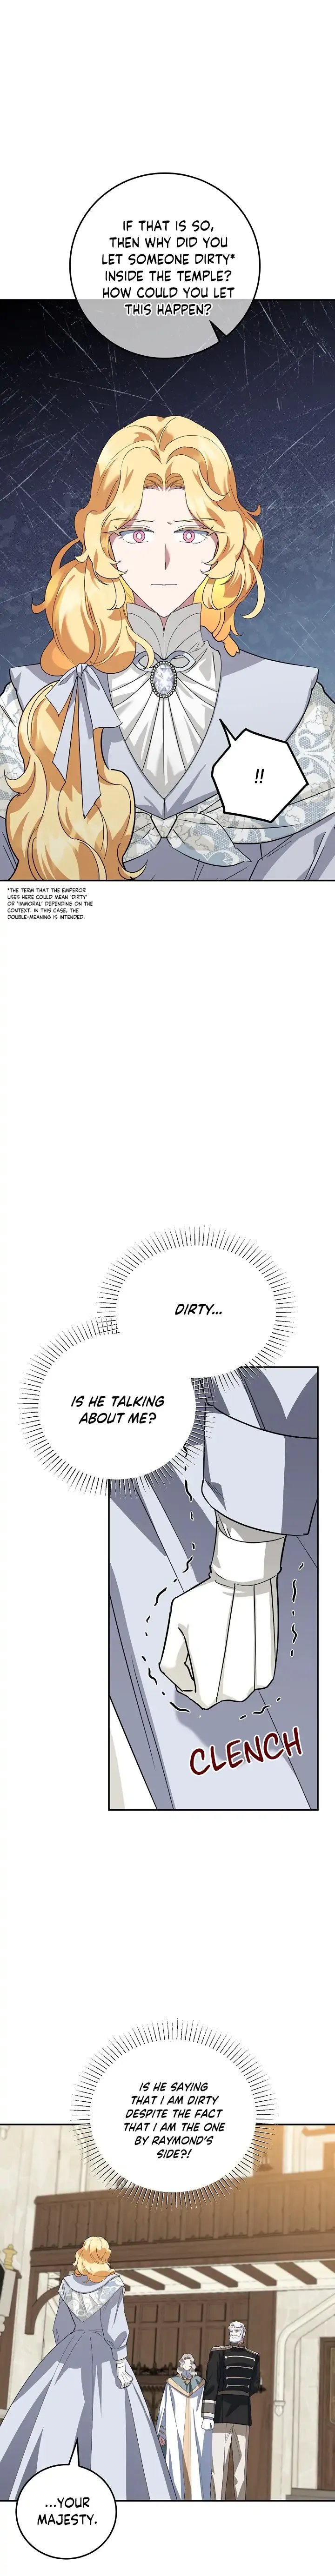 IF THAT IS SO,
THEN WHY DID YOU
LET SOMEONE DIRTY*
INSIDE THE TEMPLE?
HOW COULD YOU LET
THIS HAPPEN?
!!
*THE TERM THAT THE EMPEROR
USES HERE COULD MEAN 'DIRTY'
OR 'IMMORAL' DEPENDING ON THE
CONTEXT. IN THIS CASE, THE
DOUBLE-MEANING IS INTENDED.
DIRTY...
IS HE TALKING
ABOUT ME?
CLENCH
IS HE SAYING
THAT I AM DIRTY
DESPITE THE FACT
THAT I AM THE ONE
BY RAYMOND'S
SIDE?!
...YOUR
MAJESTY.